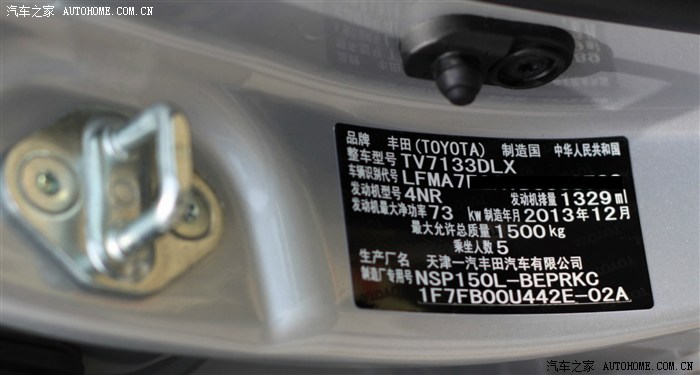 汽车之家 AUTOHOME.COM.CN
品牌 丰田(TOYOTA) 制造国 中华人民共和国
整车型号 TV7133DLX
车辆识别代号 LFMA7
发动机型号 4NR 发动机排量 1329 ml
发动机最大净功率 73 kw 制造年月 2013年12月
最大允许总质量 1500 kg
乘坐人数 5
生产厂名 天津一汽丰田汽车有限公司
制造厂专用号 NSP150L-BEPRKC
1F7FB00U442E-02A
汽车之家 AUTOHOME.COM.CN